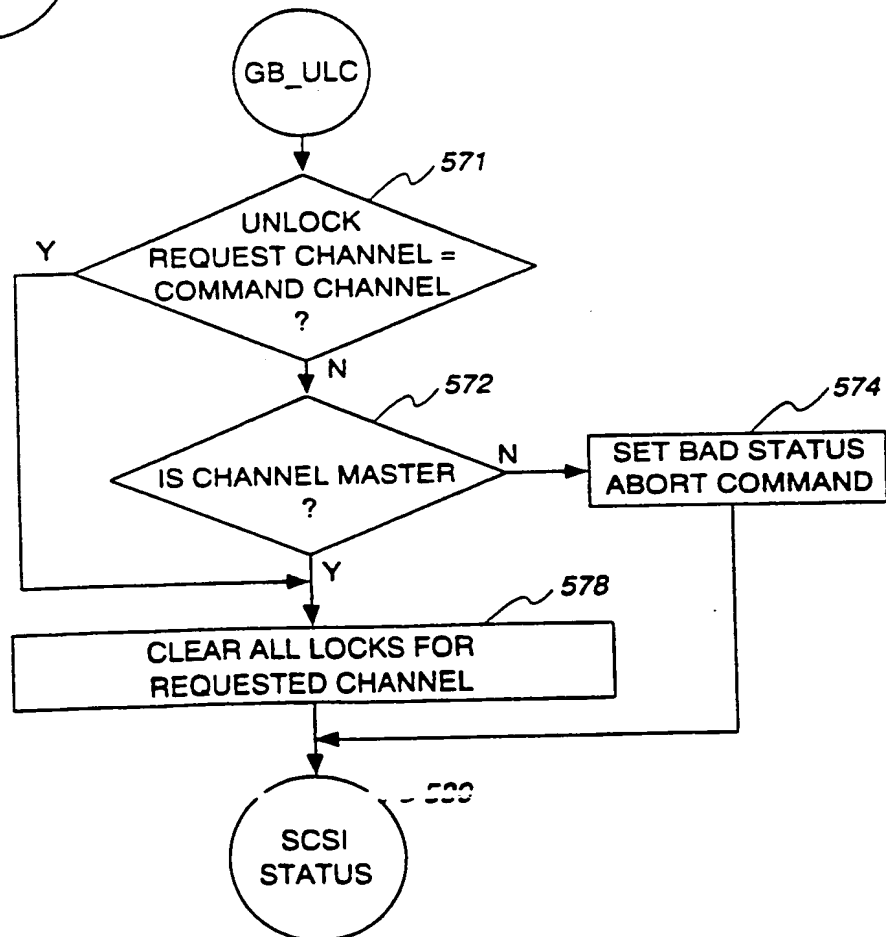 GB_ULC
571
UNLOCK
REQUEST CHANNEL =
COMMAND CHANNEL
?
Y
N
572
IS CHANNEL MASTER
?
N
574
SET BAD STATUS
ABORT COMMAND
Y
578
CLEAR ALL LOCKS FOR
REQUESTED CHANNEL
SCSI
STATUS